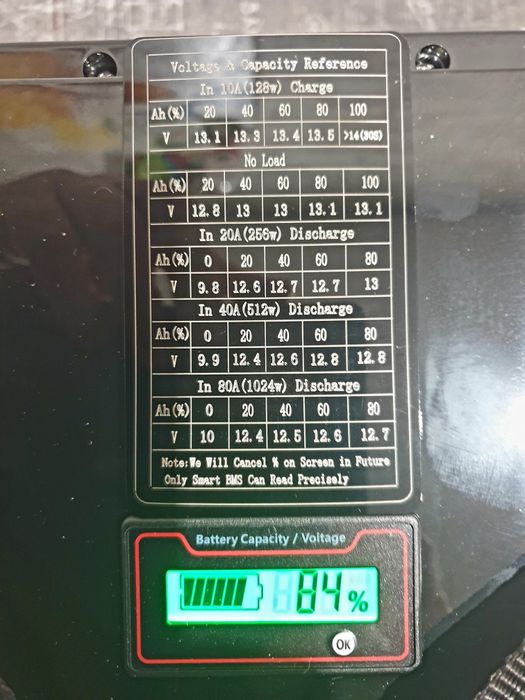 Voltage & Capacity Reference
In 10A(128w) Charge
Ah(%) 20 40 60 80 100
V 13.1 13.3 13.4 13.5 >14(30S)
No Load
Ah(%) 20 40 60 80 100
V 12.8 13 13 13.1 13.1
In 20A(256w) Discharge
Ah(%) 0 20 40 60 80
V 9.8 12.6 12.7 12.7 13
In 40A(512w) Discharge
Ah(%) 0 20 40 60 80
V 9.9 12.4 12.6 12.8 12.8
In 80A(1024w) Discharge
Ah(%) 0 20 40 60 80
V 10 12.4 12.5 12.6 12.7
Note:We Will Cancel % on Screen in Future
Only Smart BMS Can Read Precisely
Battery Capacity / Voltage
84%
OK